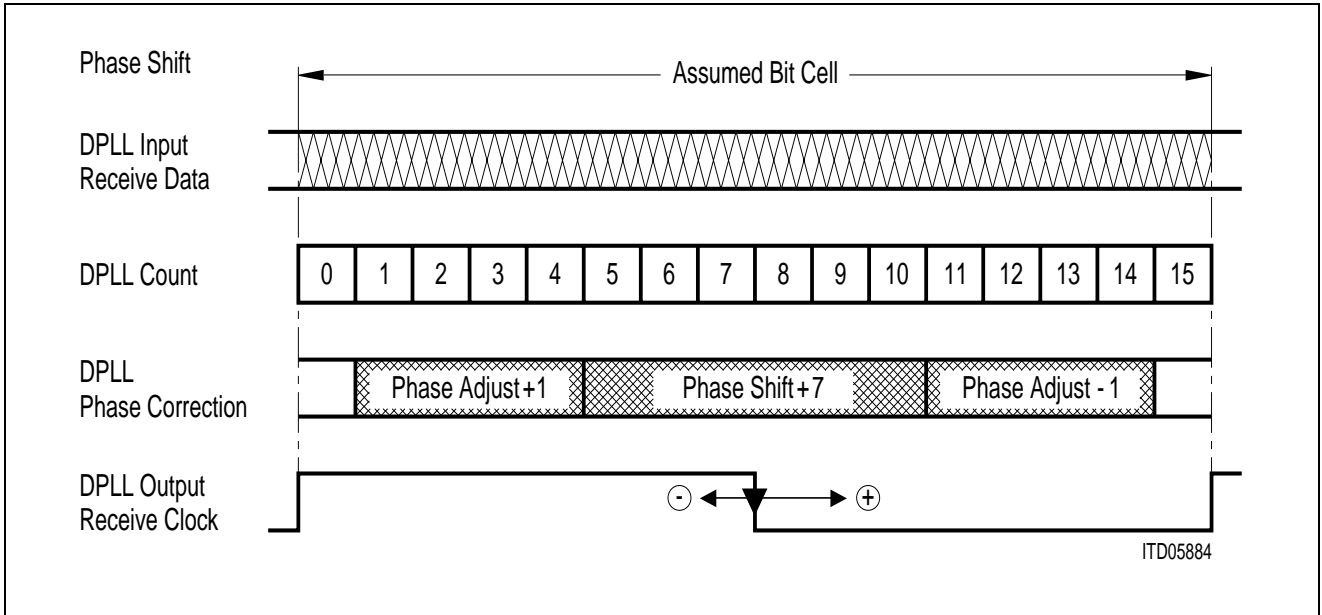 Phase Shift
Assumed Bit Cell
DPLL Input
Receive Data
DPLL Count
0 1 2 3 4 5 6 7 8 9 10 11 12 13 14 15
DPLL
Phase Correction
Phase Adjust +1
Phase Shift +7
Phase Adjust - 1
DPLL Output
Receive Clock
- +
ITD05884